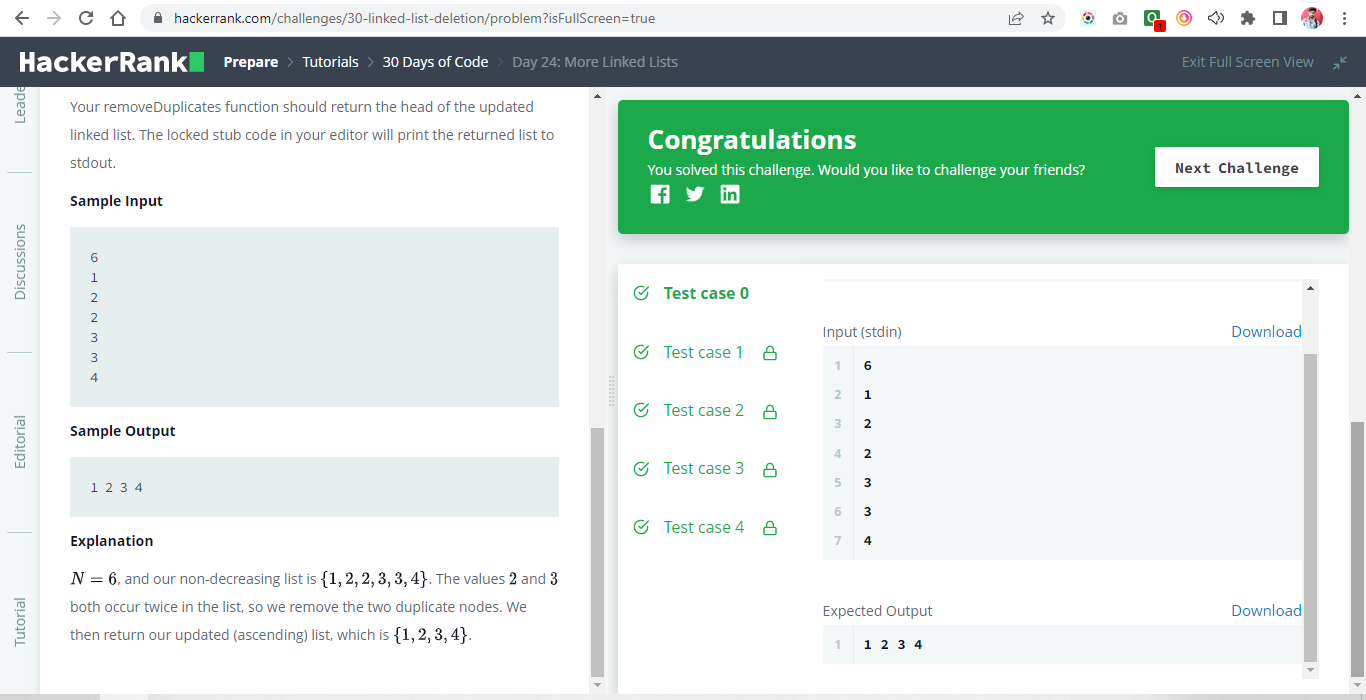 hackerrank.com/challenges/30-linked-list-deletion/problem?isFullScreen=true
1
HackerRank
Prepare > Tutorials > 30 Days of Code > Day 24: More Linked Lists
Exit Full Screen View
Leade
Discussions
Editorial
Tutorial
Your removeDuplicates function should return the head of the updated
linked list. The locked stub code in your editor will print the returned list to
stdout.
Sample Input
6
1
2
2
3
3
4
Sample Output
1 2 3 4
Explanation
N = 6, and our non-decreasing list is {1, 2, 2, 3, 3, 4}. The values 2 and 3
both occur twice in the list, so we remove the two duplicate nodes. We
then return our updated (ascending) list, which is {1, 2, 3, 4}.
Congratulations
You solved this challenge. Would you like to challenge your friends?
Next Challenge
Test case 0
Test case 1
Test case 2
Test case 3
Test case 4
Input (stdin)
Download
1 6
2 1
3 2
4 2
5 3
6 3
7 4
Expected Output
Download
1 1 2 3 4